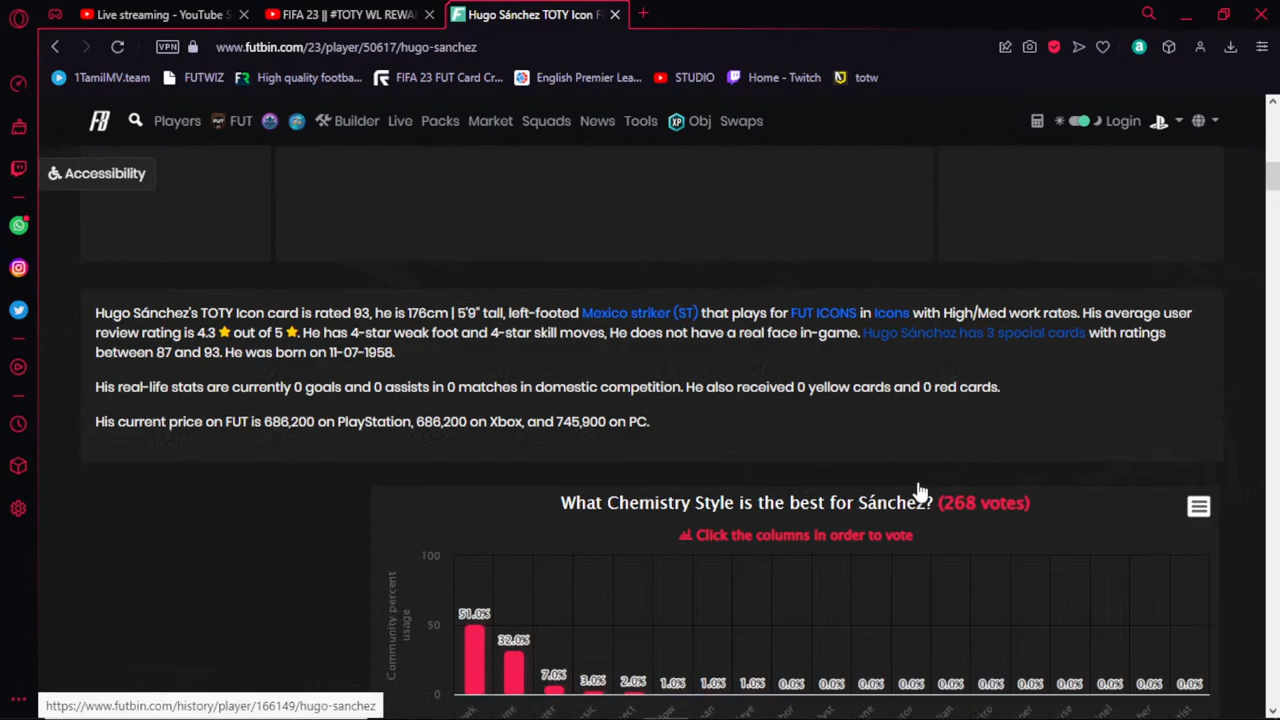 Live streaming - YouTube S
FIFA 23 || #TOTY WL REWA
Hugo Sánchez TOTY Icon F
VPN
www.futbin.com/23/player/50617/hugo-sanchez
1TamilMV.team
FUTWIZ
High quality footba...
FIFA 23 FUT Card Cr...
English Premier Lea...
STUDIO
Home - Twitch
totw
Players
FUT
Builder
Live
Packs
Market
Squads
News
Tools
XP
Obj
Swaps
Login
Accessibility
Hugo Sánchez's TOTY Icon card is rated 93, he is 176cm | 5'9" tall, left-footed Mexico striker (ST) that plays for FUT ICONS in Icons with High/Med work rates. His average user
review rating is 4.3 ⭐ out of 5 ⭐. He has 4-star weak foot and 4-star skill moves, He does not have a real face in-game. Hugo Sánchez has 3 special cards with ratings
between 87 and 93. He was born on 11-07-1958.
His real-life stats are currently 0 goals and 0 assists in 0 matches in domestic competition. He also received 0 yellow cards and 0 red cards.
His current price on FUT is 686,200 on PlayStation, 686,200 on Xbox, and 745,900 on PC.
What Chemistry Style is the best for Sánchez? (268 votes)
Click the columns in order to vote
Community percent
usage
100
50
0
51.0%
32.0%
7.0%
3.0%
2.0%
1.0%
1.0%
1.0%
0.0%
0.0%
0.0%
0.0%
0.0%
0.0%
0.0%
0.0%
0.0%
0.0%
0.0%
https://www.futbin.com/history/player/166149/hugo-sanchez